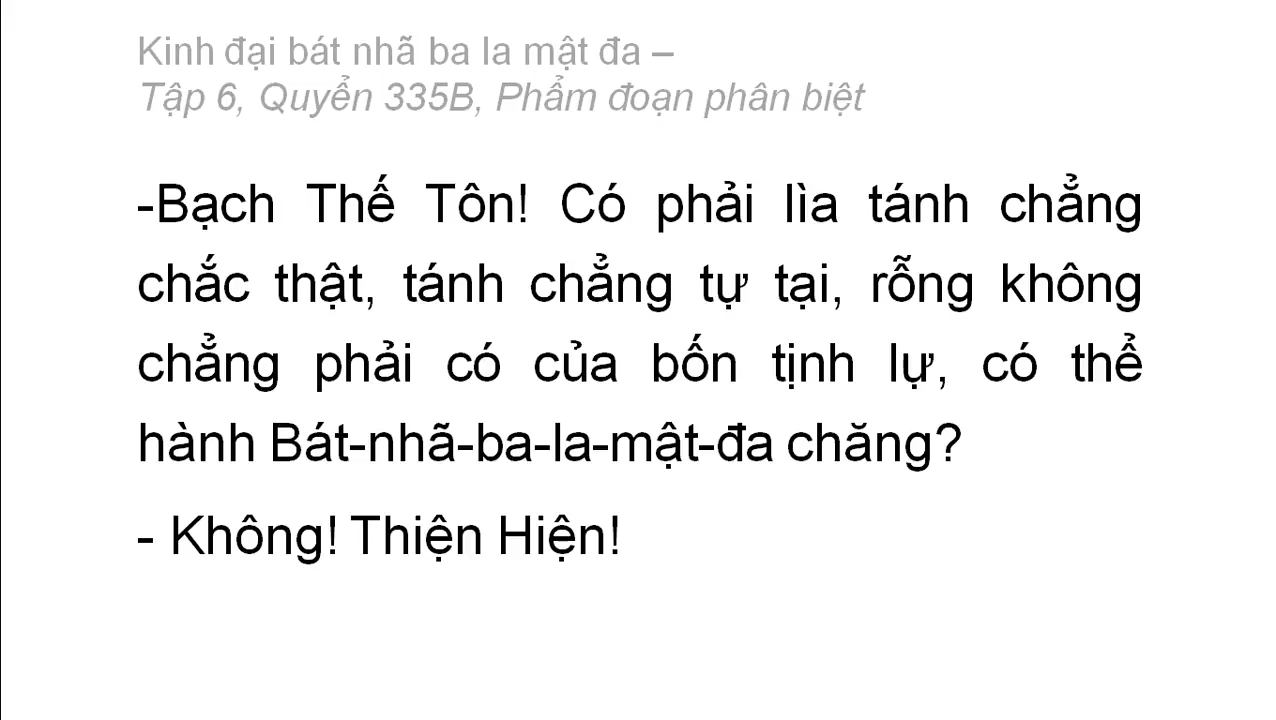 Kinh đại bát nhã ba la mật đa –
Tập 6, Quyển 335B, Phẩm đoạn phân biệt
-Bạch Thế Tôn! Có phải lìa tánh chẳng
chắc thật, tánh chẳng tự tại, rỗng không
chẳng phải có của bốn tịnh lự, có thể
hành Bát-nhã-ba-la-mật-đa chăng?
- Không! Thiện Hiện!